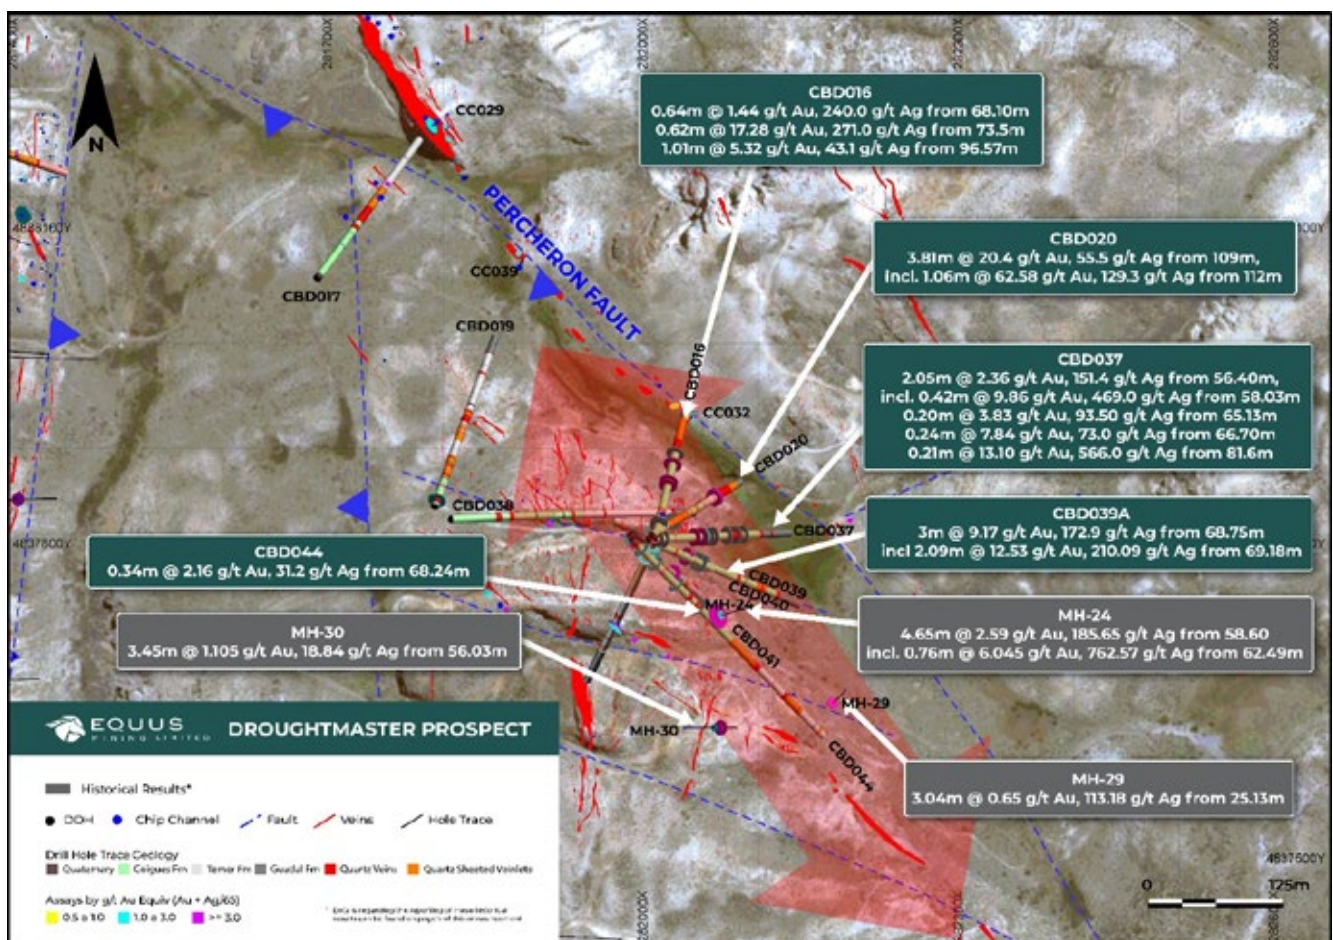 281700X
282000X
N
CC029
CBD016
0.64m @ 1.44 g/t Au, 240.0 g/t Ag from 68.10m
0.62m @ 17.28 g/t Au, 271.0 g/t Ag from 73.5m
1.01m @ 5.32 g/t Au, 43.1 g/t Ag from 96.57m
PERCHERON FAULT
CBD020
3.81m @ 20.4 g/t Au, 55.5 g/t Ag from 109m,
incl. 1.06m @ 62.58 g/t Au, 129.3 g/t Ag from 112m
CC039
CBD017
CBD019
CBD016
CC032
CBD037
2.05m @ 2.36 g/t Au, 151.4 g/t Ag from 56.40m,
incl. 0.42m @ 9.86 g/t Au, 469.0 g/t Ag from 58.03m
0.20m @ 3.83 g/t Au, 93.50 g/t Ag from 65.13m
0.24m @ 7.84 g/t Au, 73.0 g/t Ag from 66.70m
0.21m @ 13.10 g/t Au, 566.0 g/t Ag from 81.6m
CBD020
CBD038
CBD037
CBD039A
3m @ 9.17 g/t Au, 172.9 g/t Ag from 68.75m
incl 2.09m @ 12.53 g/t Au, 210.09 g/t Ag from 69.18m
CBD044
0.34m @ 2.16 g/t Au, 31.2 g/t Ag from 68.24m
CBD039
CBD040
MH-24
MH-24
4.65m @ 2.59 g/t Au, 185.65 g/t Ag from 58.60
incl. 0.76m @ 6.045 g/t Au, 762.57 g/t Ag from 62.49m
MH-30
3.45m @ 1.105 g/t Au, 18.84 g/t Ag from 56.03m
CBD041
MH-29
MH-30
CBD044
MH-29
3.04m @ 0.65 g/t Au, 113.18 g/t Ag from 25.13m
EQUUS
MINING LIMITED
DROUGHTMASTER PROSPECT
Historical Results*
DDH Chip Channel Fault Veins Hole Trace
Drill Hole Trace Geology
Quaternary Coigues Fm Temer Fm Guadal Fm Quartz Veins Quartz Sheeted Veinlets
Assays by g/t Au Equiv (Au + Ag/65)
0.5 a 1.0 1.0 a 3.0 >= 3.0
4837500Y
0 125m
282000X